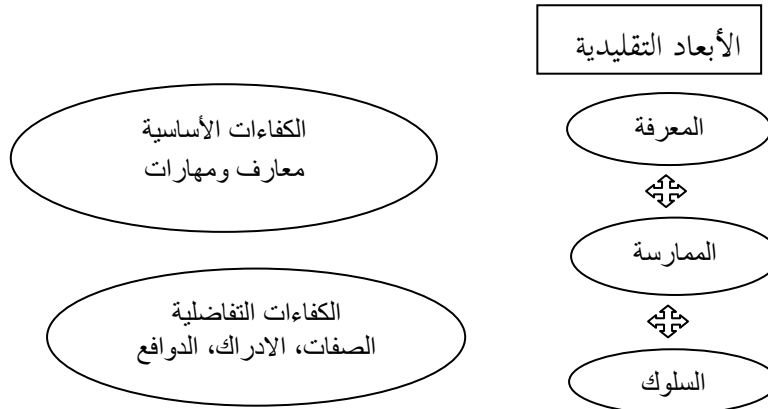 الأبعاد التقليدية
المعرفة
الممارسة
السلوك
الكفاءات الأساسية
معارف ومهارات
الكفاءات التفاضلية
الصفات، الادراك، الدوافع